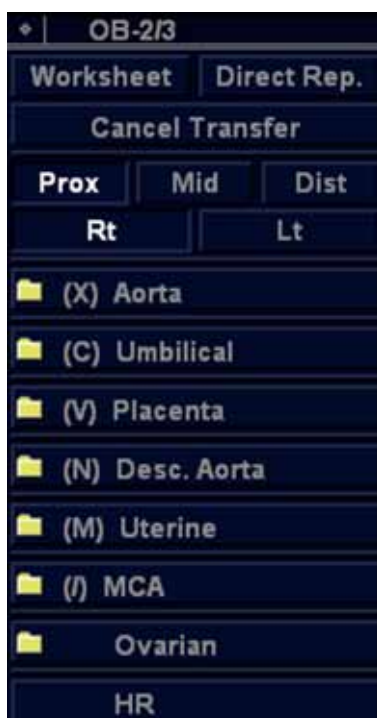 OB-2/3
Worksheet Direct Rep.
Cancel Transfer
Prox Mid Dist
Rt Lt
(X) Aorta
(C) Umbilical
(V) Placenta
(N) Desc. Aorta
(M) Uterine
(/) MCA
Ovarian
HR